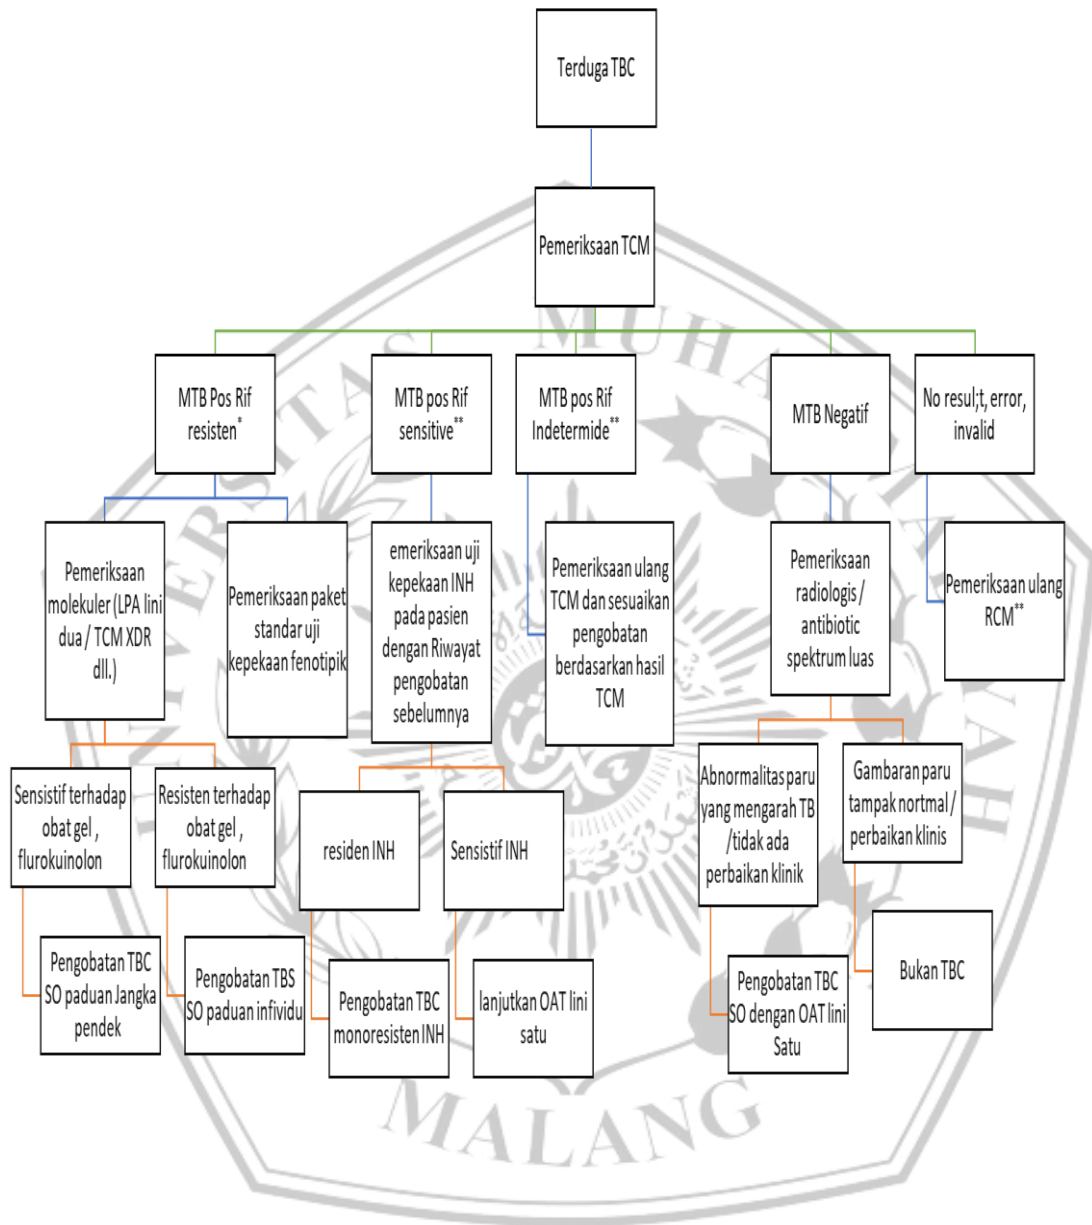 Terduga TBC
Pemeriksaan TCM
MTB Pos Rif
resisten*
MTB pos Rif
sensitive**
MTB pos Rif
Indetermide**
MTB Negatif
No resul;t, error,
invalid
Pemeriksaan
molekuler (LPA lini
dua / TCM XDR
dll.)
Pemeriksaan paket
standar uji
kepekaan fenotipik
emeriksaan uji
kepekaan INH
pada pasien
dengan Riwayat
pengobatan
sebelumnya
Pemeriksaan ulang
TCM dan sesuaikan
pengobatan
berdasarkan hasil
TCM
Pemeriksaan
radiologis /
antibiotic
spektrum luas
Pemeriksaan ulang
RCM**
Sensistif terhadap
obat gel ,
flurokuinolon
Resisten terhadap
obat gel ,
flurokuinolon
residen INH
Sensistif INH
Abnormalitas paru
yang mengarah TB
/tidak ada
perbaikan klinik
Gambaran paru
tampak nortmal /
perbaikan klinis
Pengobatan TBC
SO paduan Jangka
pendek
Pengobatan TBS
SO paduan infividu
Pengobatan TBC
monoresisten INH
lanjutkan OAT lini
satu
Pengobatan TBC
SO dengan OAT lini
Satu
Bukan TBC
UNIVERSITAS MUHAMMADIYAH
MALANG